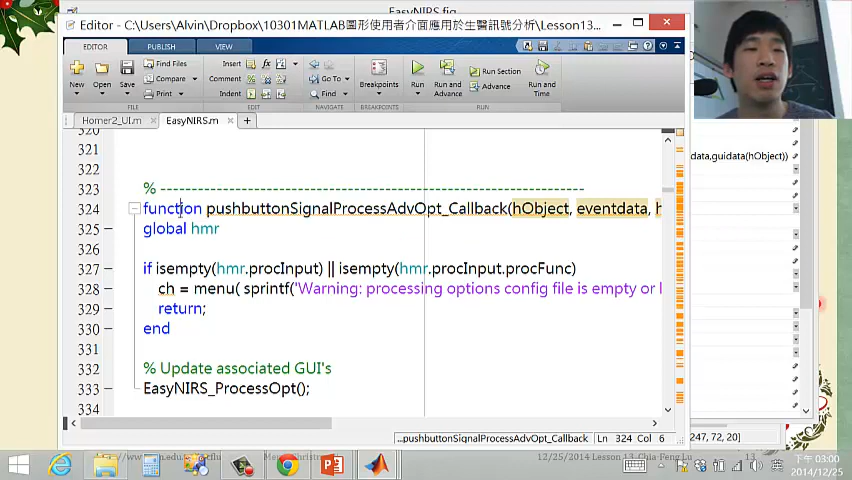 EasyNIRS.fig
Editor - C:\Users\Alvin\Dropbox\10301MATLAB圖形使用者介面應用於生醫訊號分析\Lesson13...
EDITOR PUBLISH VIEW
New Open Save
Find Files
Compare
Print
Insert fx
Comment
Indent
Go To
Find
Breakpoints
Run
Run and Advance
Run Section
Advance
Run and Time
FILE EDIT NAVIGATE BREAKPOINTS RUN
Homer2_UI.m EasyNIRS.m
320
321
322
323 % ------------------------------------------------------------------
324 function pushbuttonSignalProcessAdvOpt_Callback(hObject, eventdata, h
325 global hmr
326
327 if isempty(hmr.procInput) || isempty(hmr.procInput.procFunc)
328 ch = menu( sprintf('Warning: processing options config file is empty or
329 return;
330 end
331
332 % Update associated GUI's
333 EasyNIRS_ProcessOpt();
334
...pushbuttonSignalProcessAdvOpt_Callback Ln 324 Col 6
data,guidata(hObject))
247, 72, 20]
12/25/2014 Lesson 13, Chia-Feng Lu 13
下午 03:00
2014/12/25